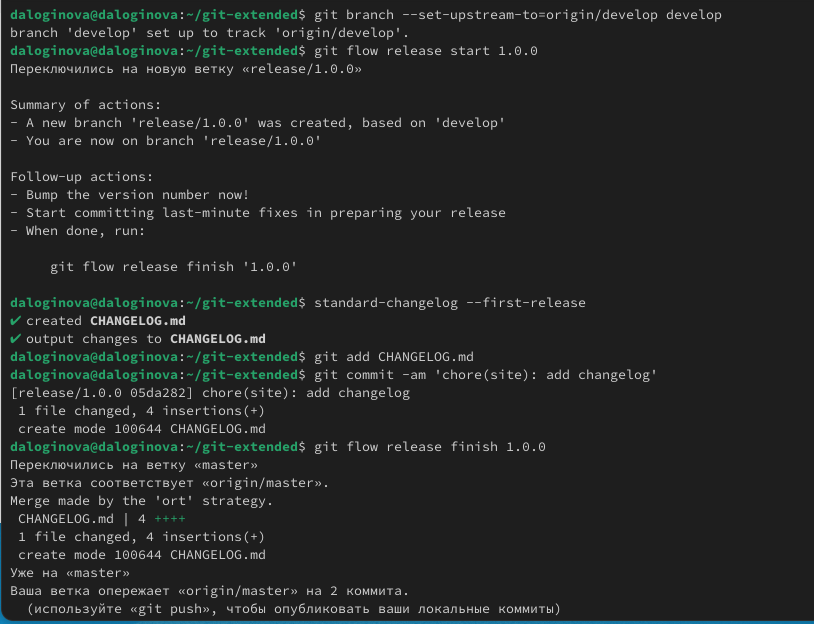 daloginova@daloginova:~/git-extended$ git branch --set-upstream-to=origin/develop develop
branch 'develop' set up to track 'origin/develop'.
daloginova@daloginova:~/git-extended$ git flow release start 1.0.0
Переключились на новую ветку «release/1.0.0»
Summary of actions:
- A new branch 'release/1.0.0' was created, based on 'develop'
- You are now on branch 'release/1.0.0'
Follow-up actions:
- Bump the version number now!
- Start committing last-minute fixes in preparing your release
- When done, run:
git flow release finish '1.0.0'
daloginova@daloginova:~/git-extended$ standard-changelog --first-release
✔ created CHANGELOG.md
✔ output changes to CHANGELOG.md
daloginova@daloginova:~/git-extended$ git add CHANGELOG.md
daloginova@daloginova:~/git-extended$ git commit -am 'chore(site): add changelog'
[release/1.0.0 05da282] chore(site): add changelog
1 file changed, 4 insertions(+)
create mode 100644 CHANGELOG.md
daloginova@daloginova:~/git-extended$ git flow release finish 1.0.0
Переключились на ветку «master»
Эта ветка соответствует «origin/master».
Merge made by the 'ort' strategy.
CHANGELOG.md | 4 ++++
1 file changed, 4 insertions(+)
create mode 100644 CHANGELOG.md
Уже на «master»
Ваша ветка опережает «origin/master» на 2 коммита.
(используйте «git push», чтобы опубликовать ваши локальные коммиты)